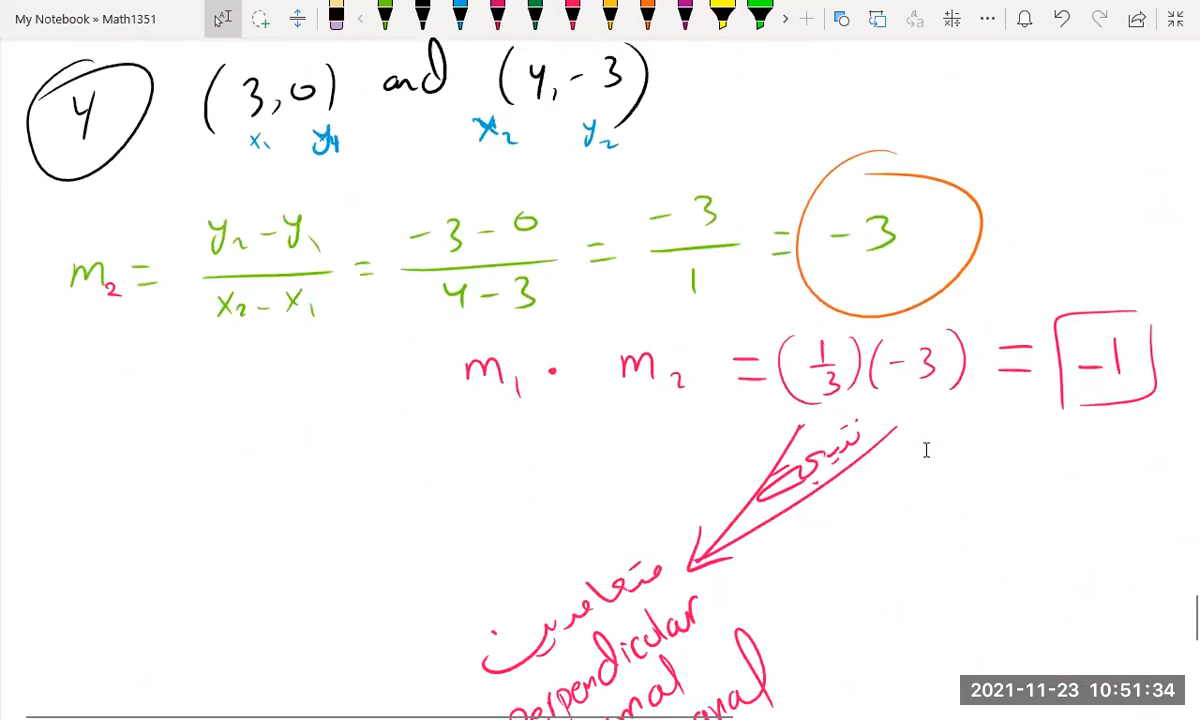 My Notebook » Math1351
4 (3,0) and (4,-3)
x₁ y₁ x₂ y₂
m₂ = (y₂ - y₁)/(x₂ - x₁) = (-3 - 0)/(4 - 3) = -3/1 = -3
m₁ · m₂ = (1/3)(-3) = -1
نتيجة
متعامدين
perpendicular
2021-11-23 10:51:34